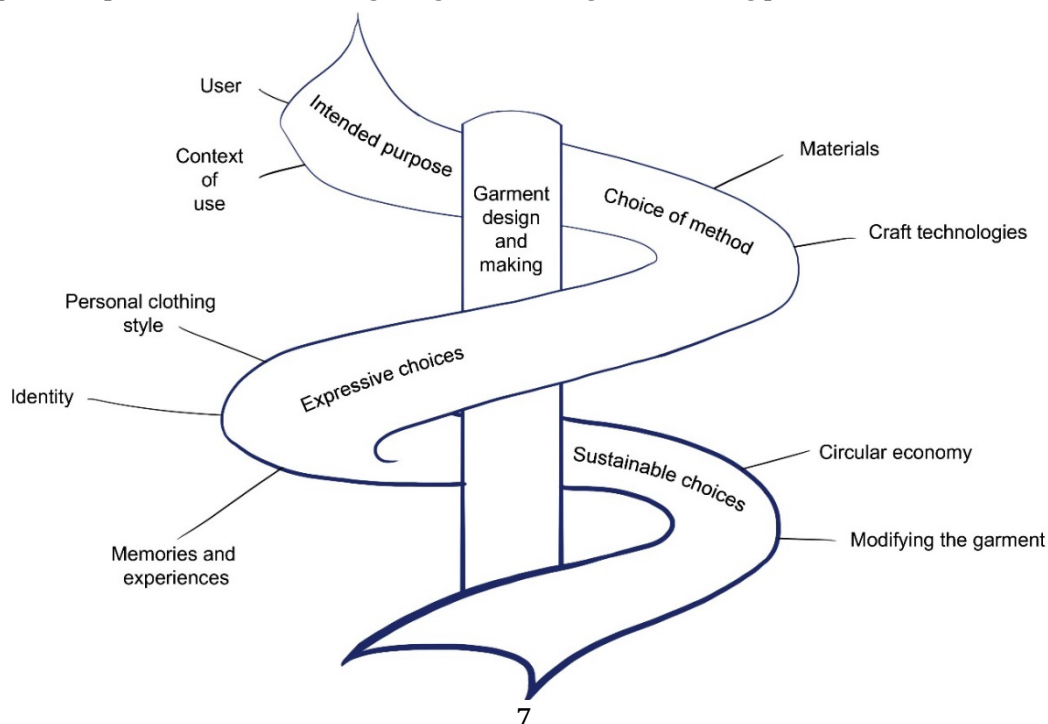 User
Context
of
use
Intended purpose
Garment
design
and
making
Choice of method
Materials
Craft technologies
Personal clothing
style
Identity
Memories and
experiences
Expressive choices
Sustainable choices
Circular economy
Modifying the garment
7